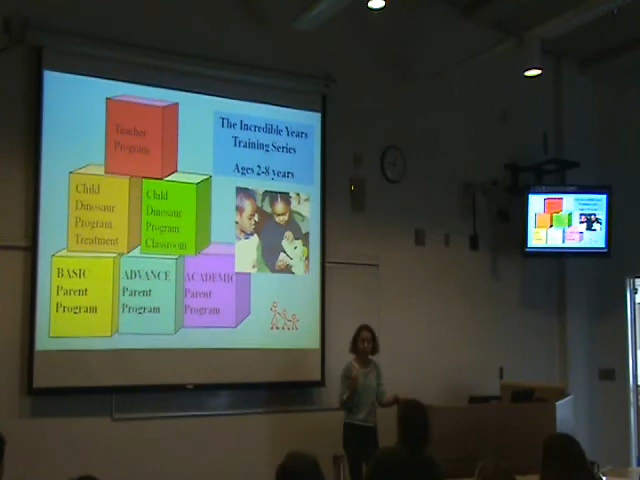 The Incredible Years
Training Series
Ages 2-8 years
Teacher
Program
Child
Dinosaur
Program
Treatment
Child
Dinosaur
Program
Classroom
BASIC
Parent
Program
ADVANCE
Parent
Program
ACADEMIC
Parent
Program